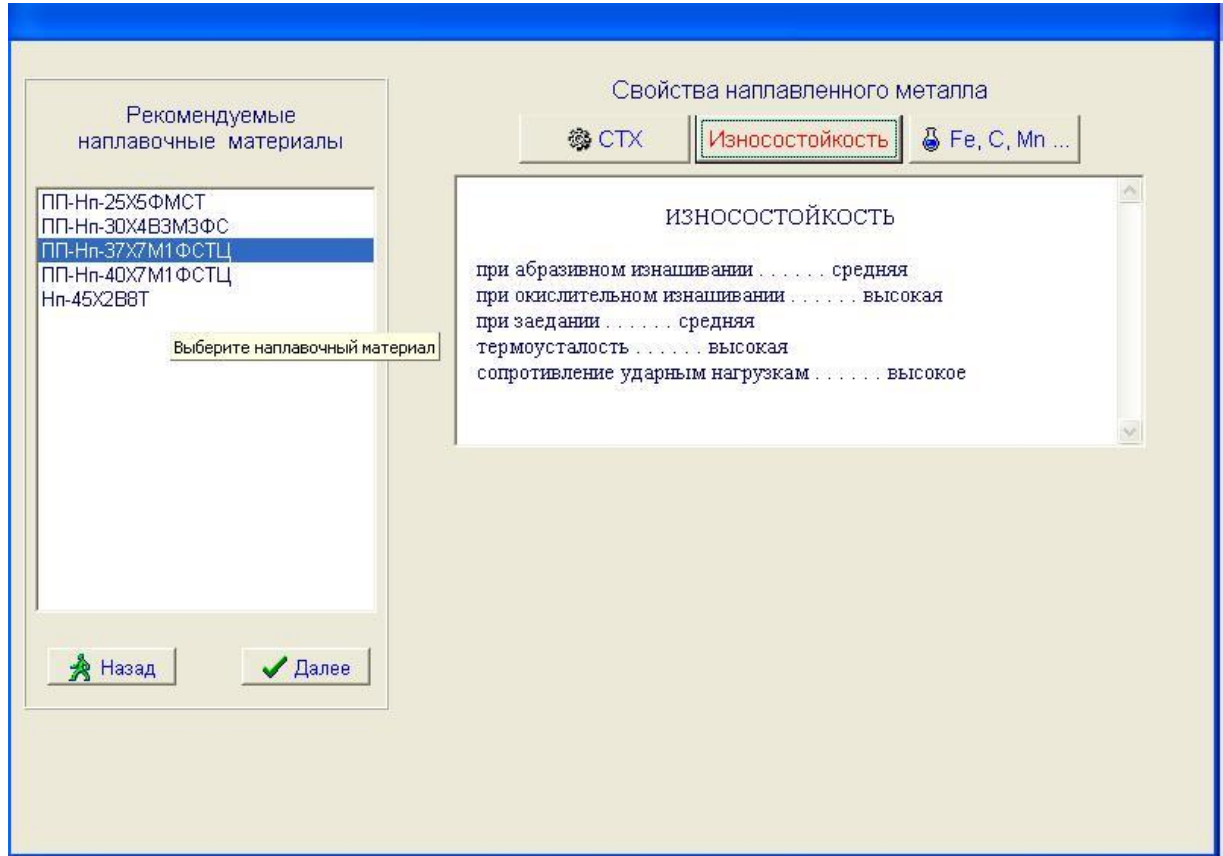 Рекомендуемые
наплавочные материалы
ПП-Нп-25Х5ФМСТ
ПП-Нп-30Х4В3М3ФС
ПП-Нп-37Х7М1ФСТЦ
ПП-Нп-40Х7М1ФСТЦ
Нп-45Х2В8Т
Выберите наплавочный материал
Назад
Далее
Свойства наплавленного металла
СТХ
Износостойкость
Fe, C, Mn ...
ИЗНОСОСТОЙКОСТЬ
при абразивном изнашивании . . . . . . средняя
при окислительном изнашивании . . . . . . высокая
при заедании . . . . . . средняя
термоусталость . . . . . . высокая
сопротивление ударным нагрузкам . . . . . . высокое